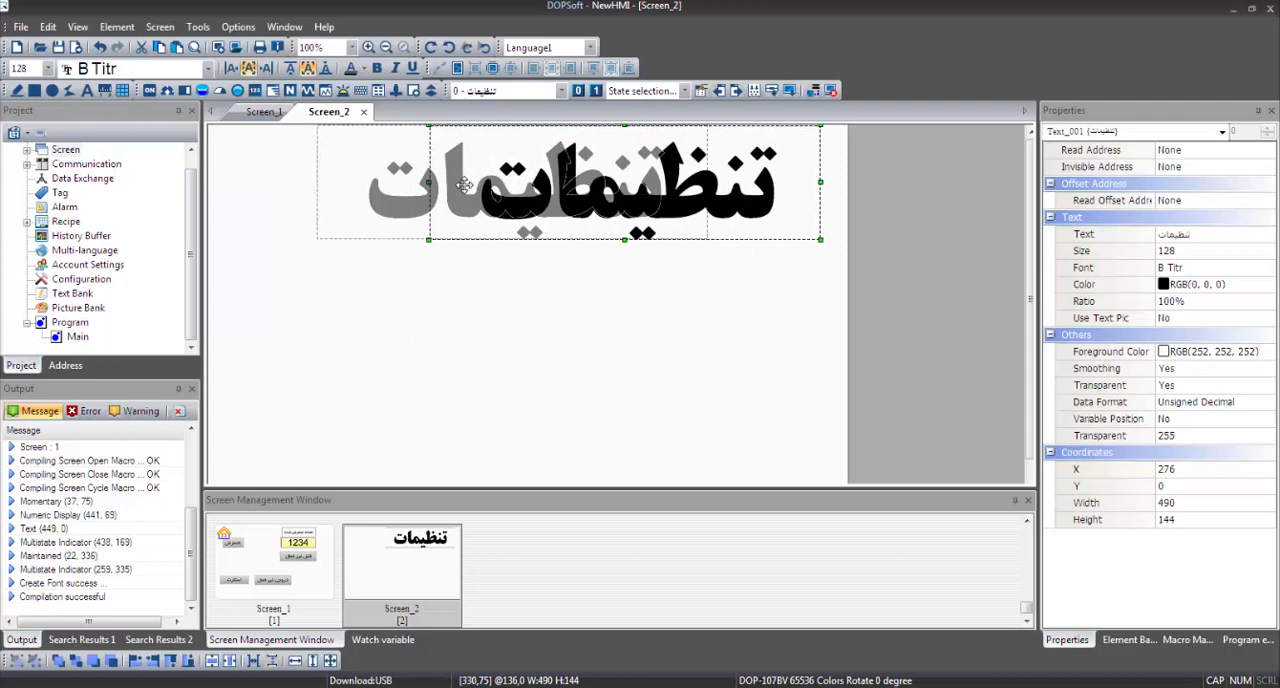 DOPSoft - NewHMI - [Screen_2]
File Edit View Element Screen Tools Options Window Help
100% Language1
128 B Titr
0 - تنظیمات State selection...
Project
Screen_1 Screen_2
Properties
Screen
Communication
Data Exchange
Tag
Alarm
Recipe
History Buffer
Multi-language
Account Settings
Configuration
Text Bank
Picture Bank
Program
Main
Project Address
تنظیمات
تنظیمات
Text_001 {تنظیمات} 0
Read Address None
Invisible Address None
Offset Address
Read Offset Addr None
Text
Text تنظیمات
Size 128
Font B Titr
Color RGB(0, 0, 0)
Ratio 100%
Use Text Pic No
Others
Foreground Color RGB(252, 252, 252)
Smoothing Yes
Transparent Yes
Data Format Unsigned Decimal
Variable Position No
Transparent 255
Coordinates
X 276
Y 0
Width 490
Height 144
Output
Message Error Warning
Message
Screen : 1
Compiling Screen Open Macro ... OK
Compiling Screen Close Macro ... OK
Compiling Screen Cycle Macro ... OK
Momentary (37, 75)
Numeric Display (441, 69)
Text (449, 0)
Multistate Indicator (438, 169)
Maintained (22, 336)
Multistate Indicator (259, 335)
Create Font success ...
Compilation successful
Output Search Results 1 Search Results 2
Screen Management Window
1234
استارت
Screen_1
[1]
تنظیمات
Screen_2
[2]
Screen Management Window Watch variable
Properties Element Ba... Macro Ma... Program e...
Download:USB [330,75] @136,0 W:490 H:144 DOP-107BV 65536 Colors Rotate 0 degree CAP NUM SCRL